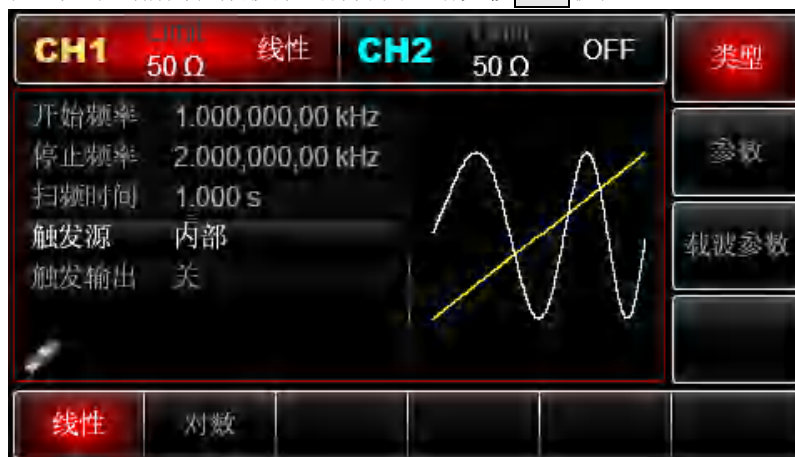 CH1 Limit 50 Ω 线性 CH2 Limit 50 Ω OFF
类型
开始频率 1.000,000,00 kHz
停止频率 2.000,000,00 kHz
扫频时间 1.000 s
触发源 内部
触发输出 关
参数
载波参数
线性 对数